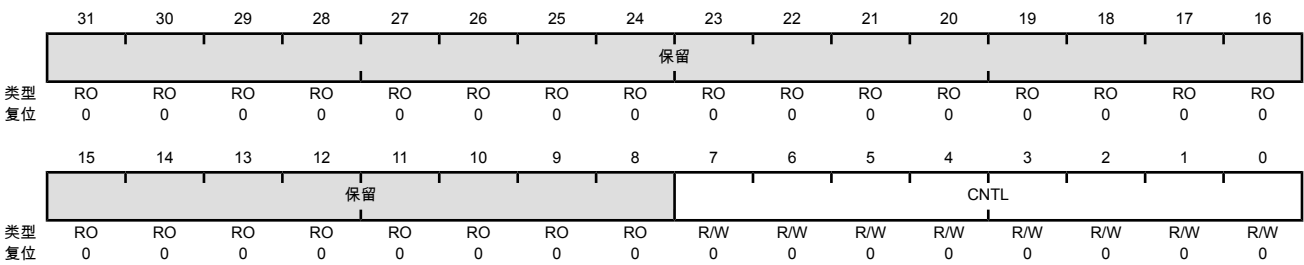 31 30 29 28 27 26 25 24 23 22 21 20 19 18 17 16
保留
类型 RO RO RO RO RO RO RO RO RO RO RO RO RO RO RO RO
复位 0 0 0 0 0 0 0 0 0 0 0 0 0 0 0 0
15 14 13 12 11 10 9 8 7 6 5 4 3 2 1 0
保留 CNTL
类型 RO RO RO RO RO RO RO RO R/W R/W R/W R/W R/W R/W R/W R/W
复位 0 0 0 0 0 0 0 0 0 0 0 0 0 0 0 0